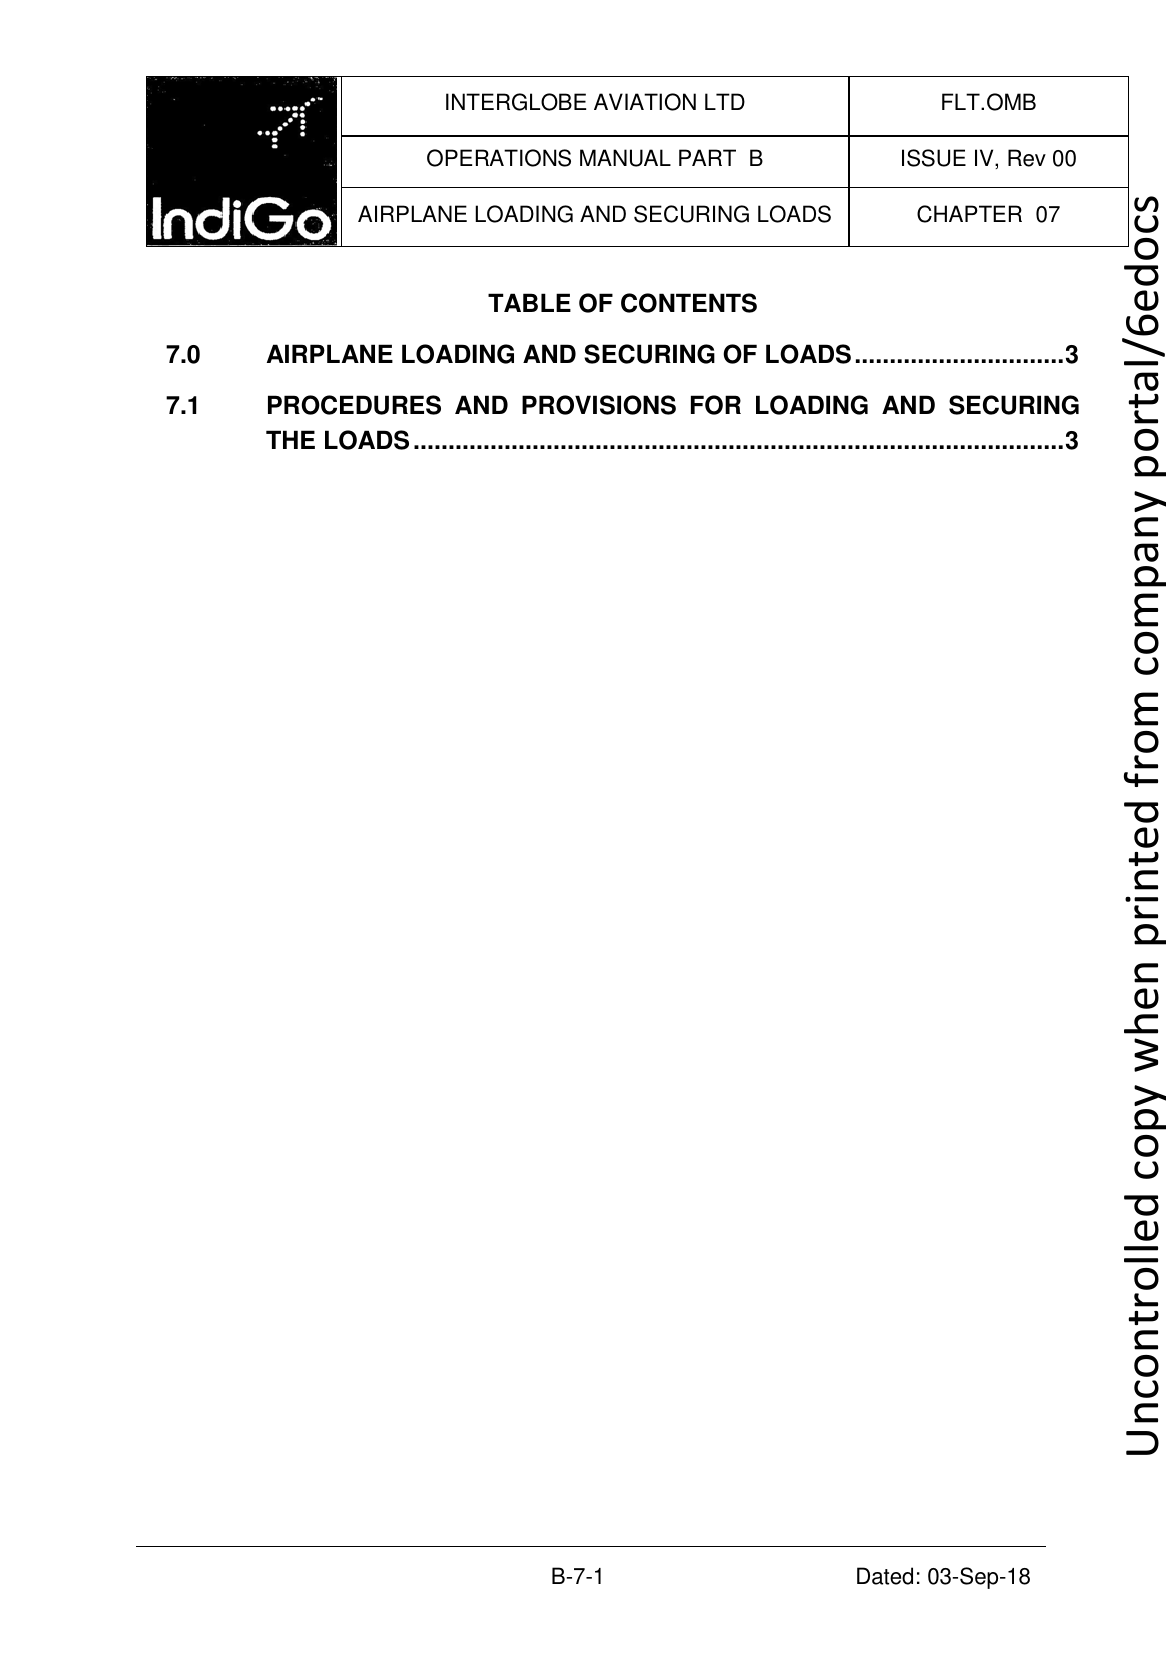 IndiGo
INTERGLOBE AVIATION LTD
FLT.OMB
OPERATIONS MANUAL PART  B
ISSUE IV, Rev 00
AIRPLANE LOADING AND SECURING LOADS
CHAPTER  07
TABLE OF CONTENTS
7.0 AIRPLANE LOADING AND SECURING OF LOADS..............................3
7.1 PROCEDURES AND PROVISIONS FOR LOADING AND SECURING
THE LOADS.............................................................................................3
B-7-1 Dated: 03-Sep-18
Uncontrolled copy when printed from company portal/6edocs